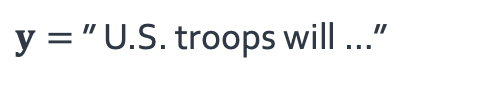 y = " U.S. troops will ..."